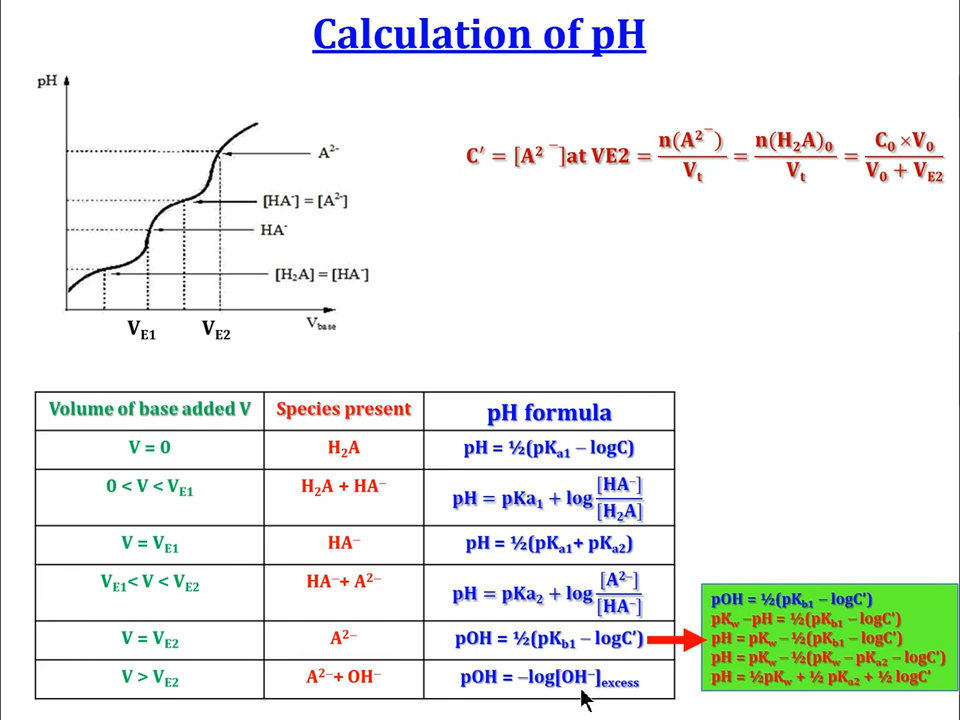 Calculation of pH
pH
A²⁻
[HA⁻] = [A²⁻]
HA⁻
[H₂A] = [HA⁻]
V_E1 V_E2 V_base
C′ = [A²⁻]at VE2 = n(A²⁻)/V_t = n(H₂A)₀/V_t = C₀ ×V₀/V₀ + V_E2
Volume of base added V Species present pH formula
V = 0 H₂A pH = ½(pK_a1 – logC)
0 < V < V_E1 H₂A + HA⁻ pH = pKa₁ + log [HA⁻]/[H₂A]
V = V_E1 HA⁻ pH = ½(pK_a1+ pK_a2)
V_E1< V < V_E2 HA⁻+ A²⁻ pH = pKa₂ + log [A²⁻]/[HA⁻]
V = V_E2 A²⁻ pOH = ½(pK_b1 – logC′)
V > V_E2 A²⁻+ OH⁻ pOH = –log[OH⁻]_excess
pOH = ½(pK_b1 – logC′)
pK_w –pH = ½(pK_b1 – logC′)
pH = pK_w – ½(pK_b1 – logC′)
pH = pK_w – ½(pK_w – pK_a2 – logC′)
pH = ½pK_w + ½ pK_a2 + ½ logC′